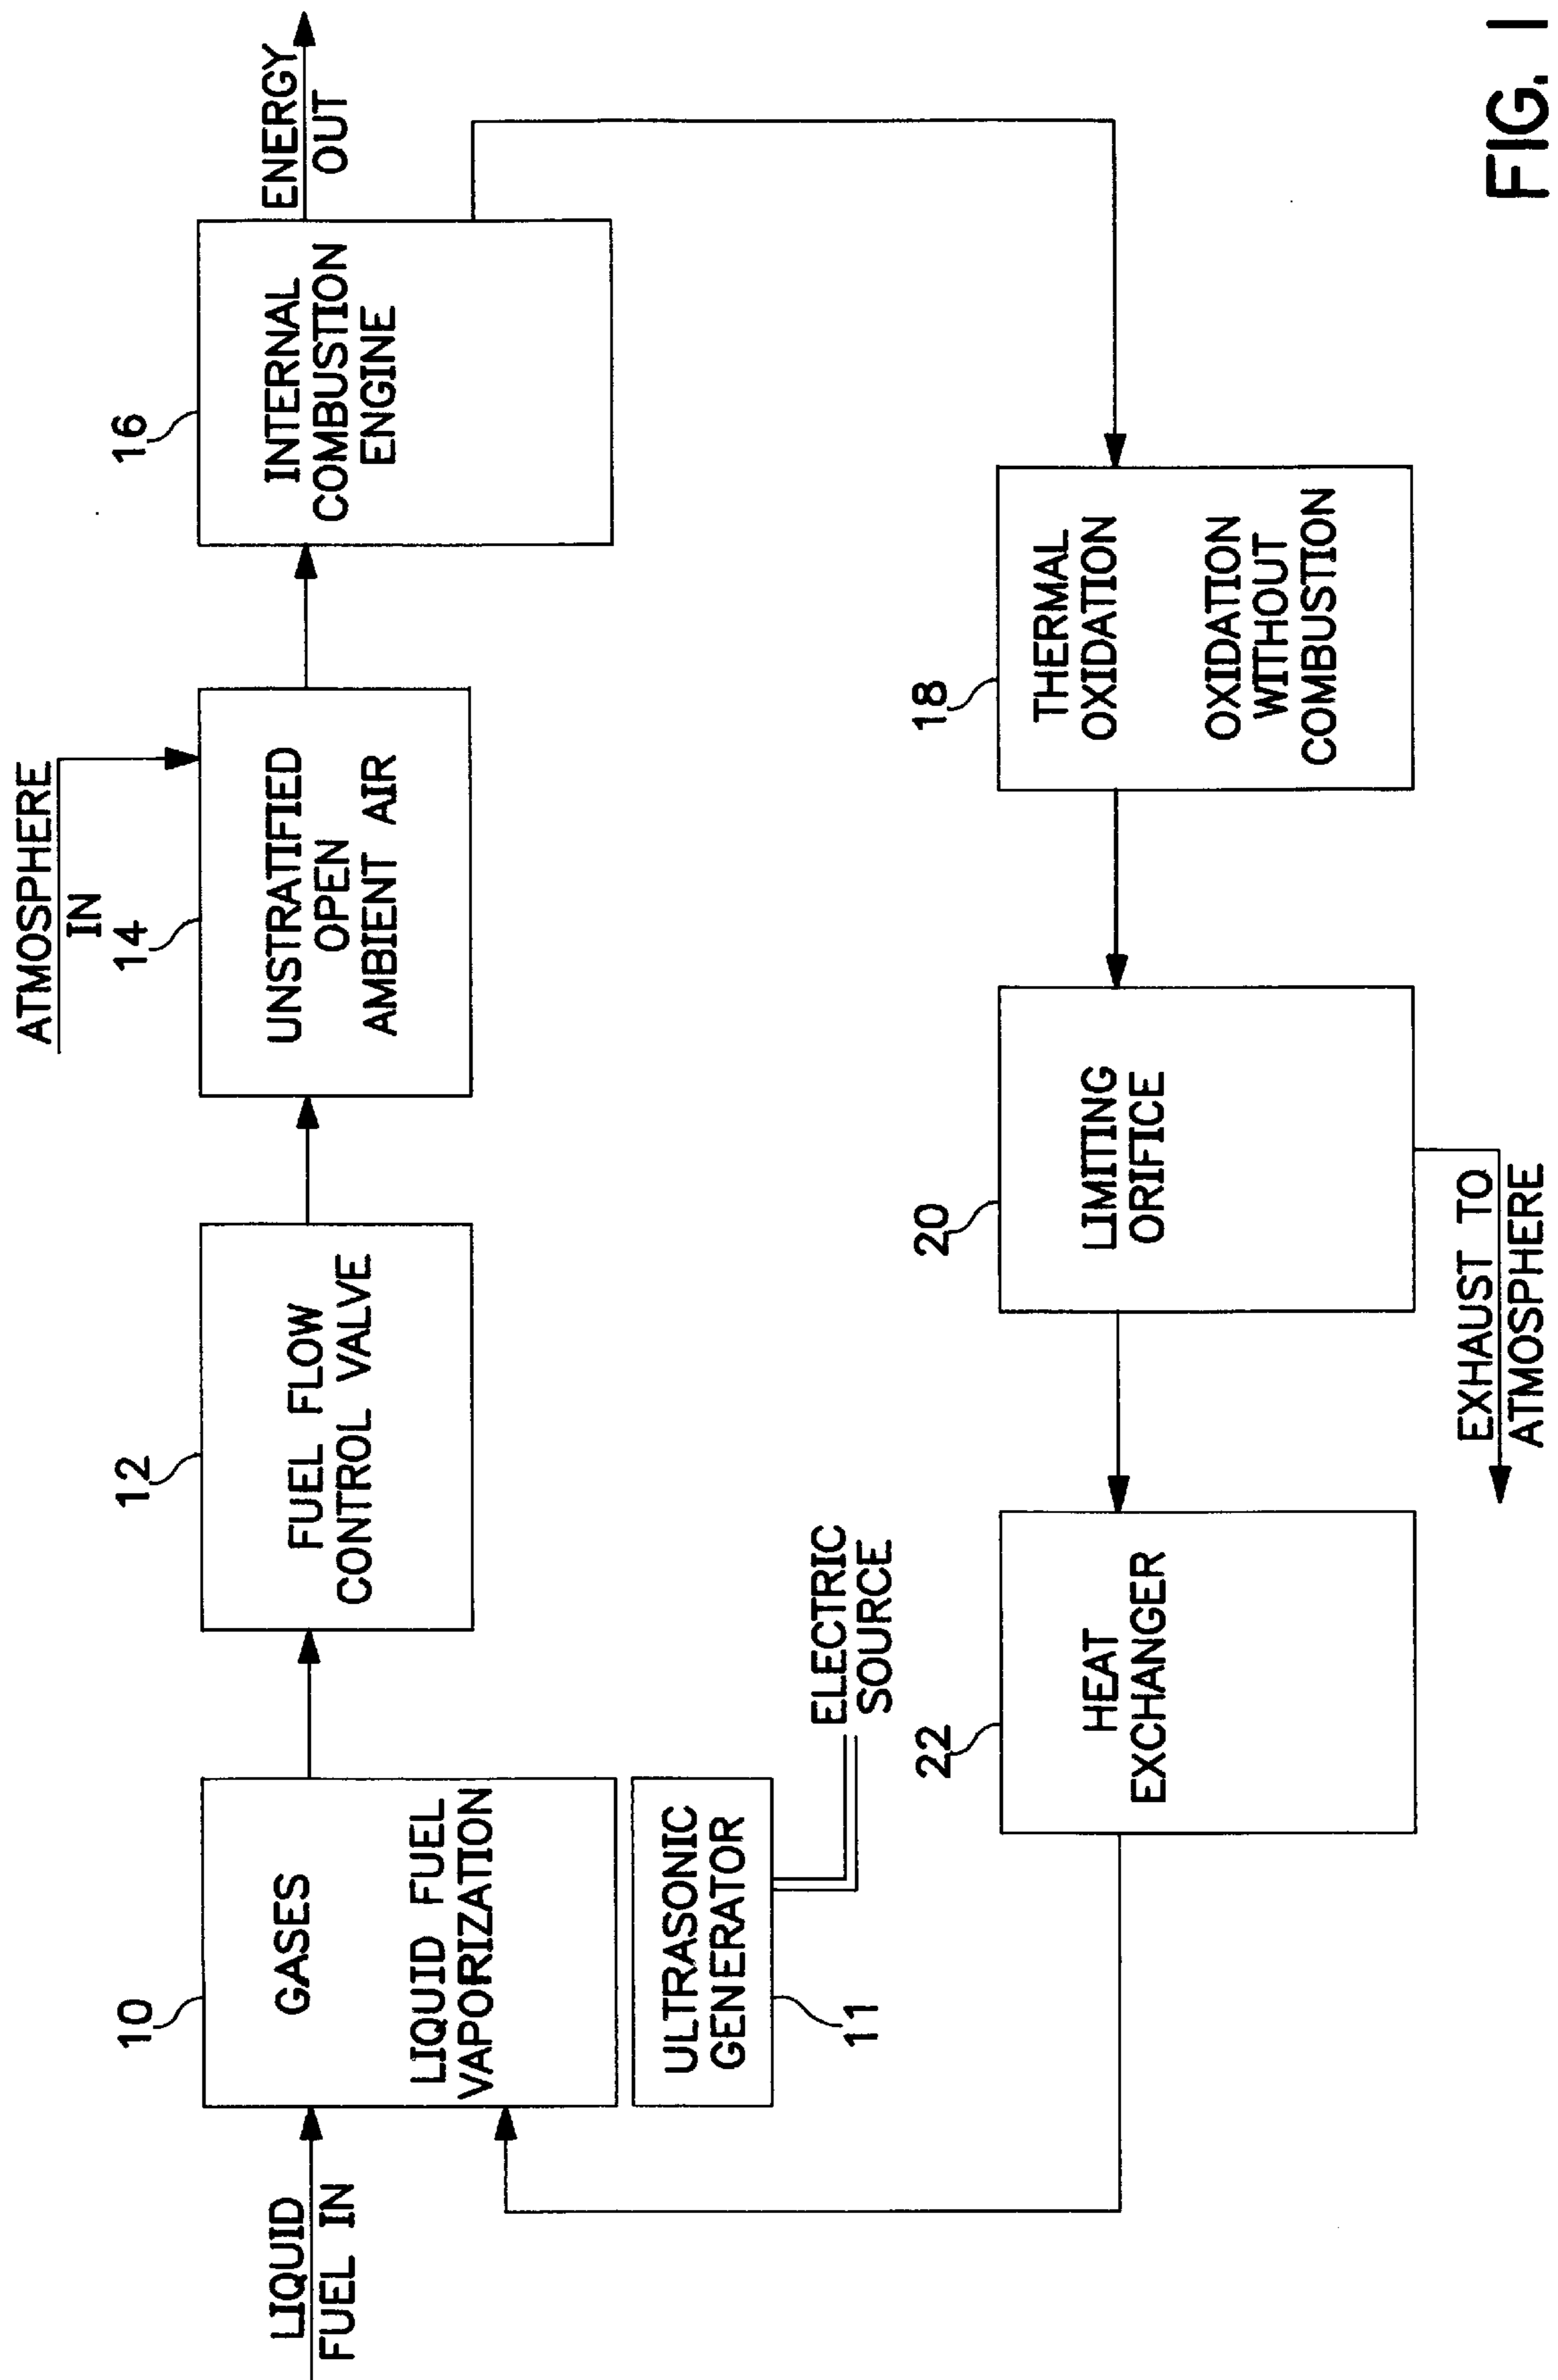 ATMOSPHERE
IN
LIQUID
FUEL IN
10
GASES
LIQUID FUEL
VAPORIZATION
12
FUEL FLOW
CONTROL VALVE
14
UNSTRATIFIED
OPEN
AMBIENT AIR
16
INTERNAL
COMBUSTION
ENGINE
ENERGY
OUT
ULTRASONIC
GENERATOR
11
ELECTRIC
SOURCE
22
HEAT
EXCHANGER
20
LIMITING
ORIFICE
18
THERMAL
OXIDATION
OXIDATION
WITHOUT
COMBUSTION
EXHAUST TO
ATMOSPHERE
FIG. 1